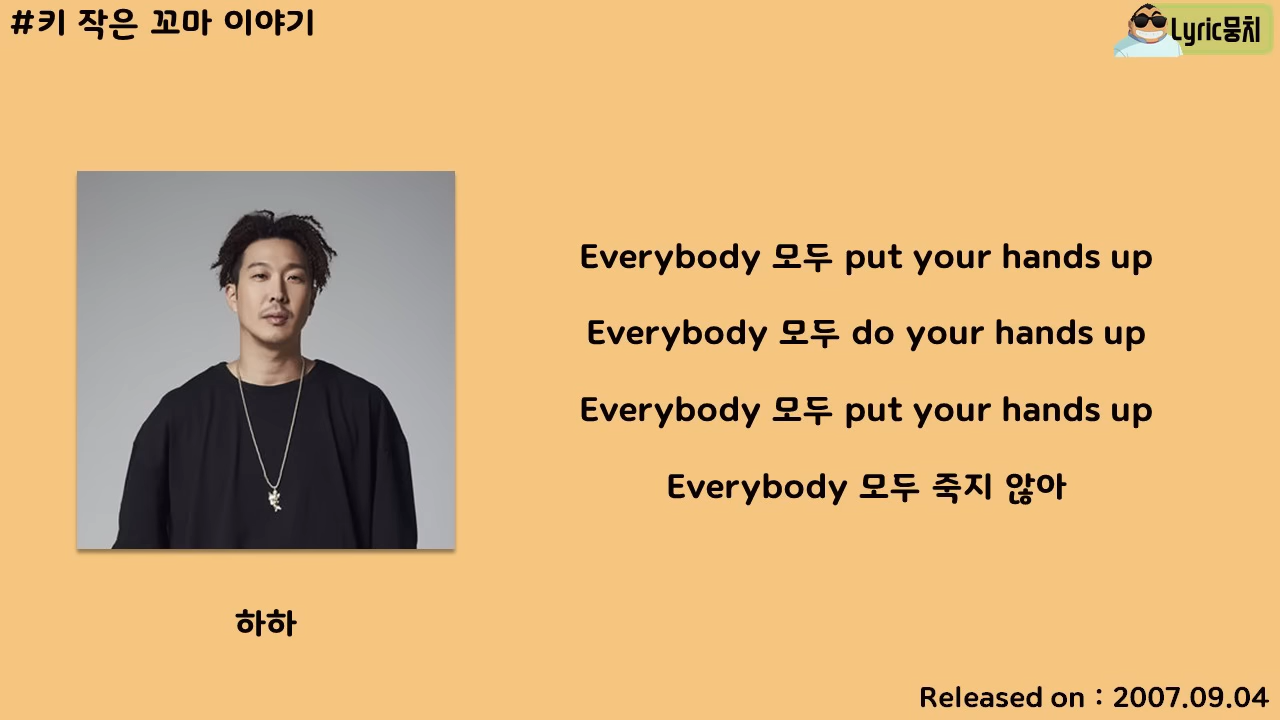 #키 작은 꼬마 이야기
Lyric뭉치
Everybody 모두 put your hands up
Everybody 모두 do your hands up
Everybody 모두 put your hands up
Everybody 모두 죽지 않아
하하
Released on : 2007.09.04